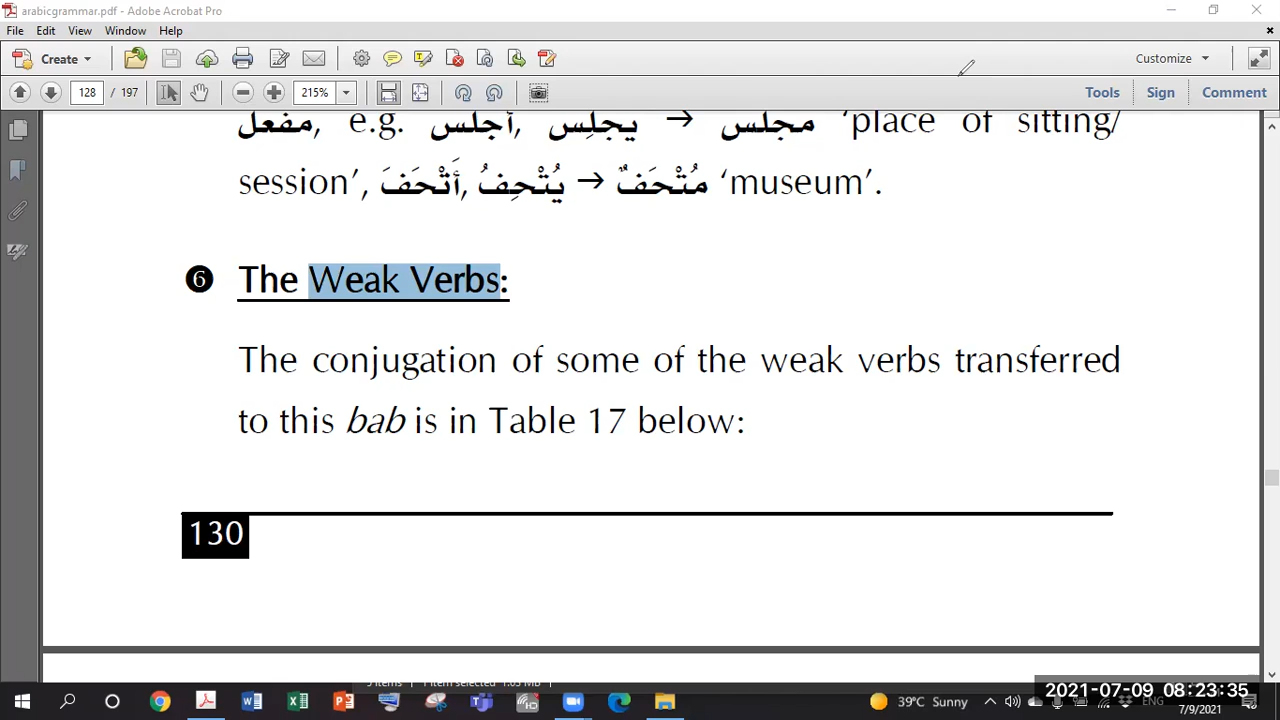 arabicgrammar.pdf - Adobe Acrobat Pro
File Edit View Window Help
Create Customize
128 / 197 215% Tools Sign Comment
مفعل, e.g. أجلس, يجلِس → مجلس ‘place of sitting/
session’, أَتْحَفَ, يُتْحِفُ → مُتْحَفٌ ‘museum’.
❻ The Weak Verbs:
The conjugation of some of the weak verbs transferred
to this bab is in Table 17 below:
130
39°C Sunny ENG
2021-07-09 08:23:35
7/9/2021